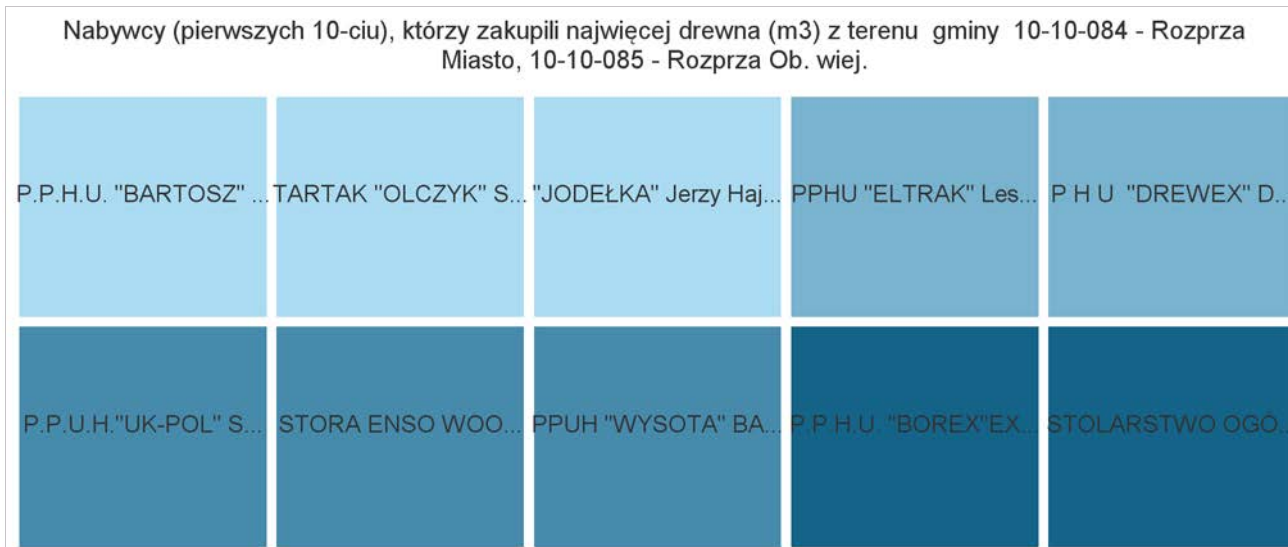 Nabywcy (pierwszych 10-ciu), którzy zakupili najwięcej drewna (m3) z terenu gminy 10-10-084 - Rozprza
Miasto, 10-10-085 - Rozprza Ob. wiej.
P.P.H.U. "BARTOSZ" ...
TARTAK "OLCZYK" S...
"JODEŁKA" Jerzy Haj...
PPHU "ELTRAK" Les...
P H U "DREWEX" D...
P.P.U.H."UK-POL" S...
STORA ENSO WOO...
PPUH "WYSOTA" BA...
P.P.H.U. "BOREX"EX...
STOLARSTWO OGÓ...